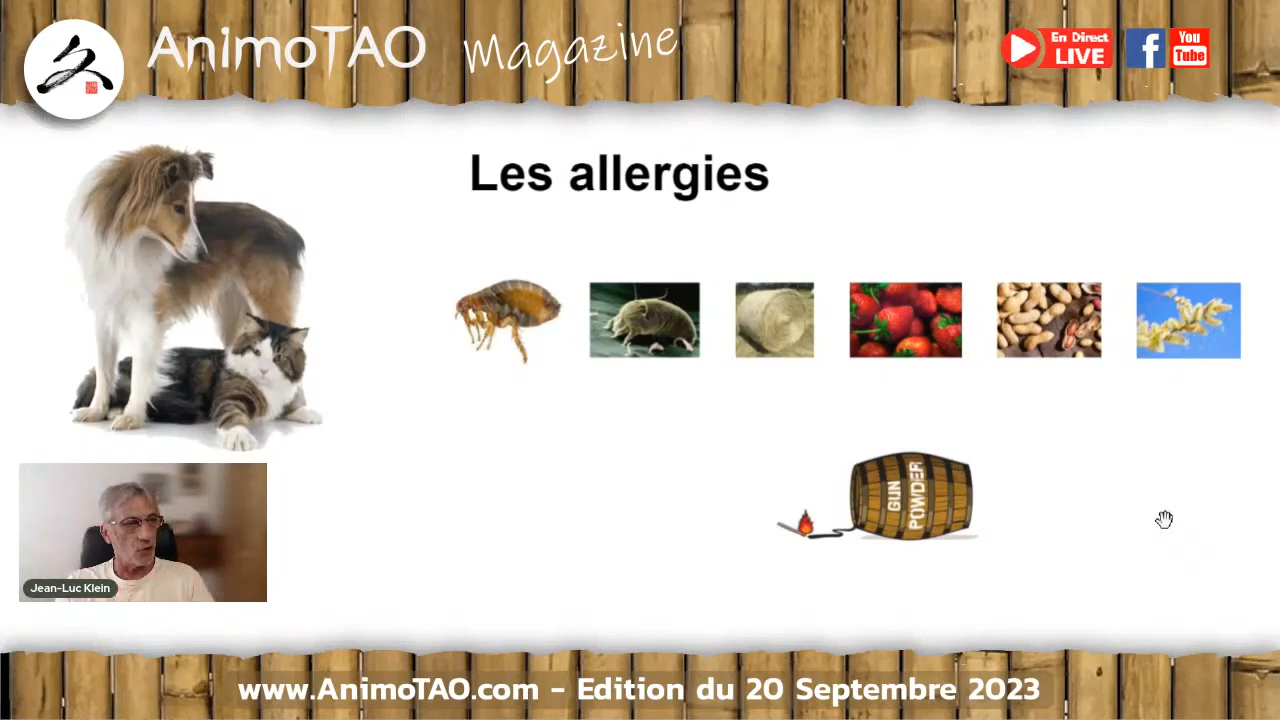 AnimoTAO Magazine
En Direct
LIVE
You
Tube
Les allergies
GUN
POWDER
Jean-Luc Klein
www.AnimoTAO.com - Edition du 20 Septembre 2023